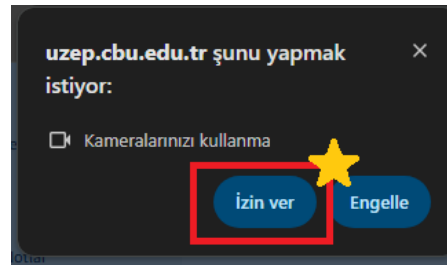 uzep.cbu.edu.tr şunu yapmak
istiyor:
Kameralarınızı kullanma
İzin ver
Engelle